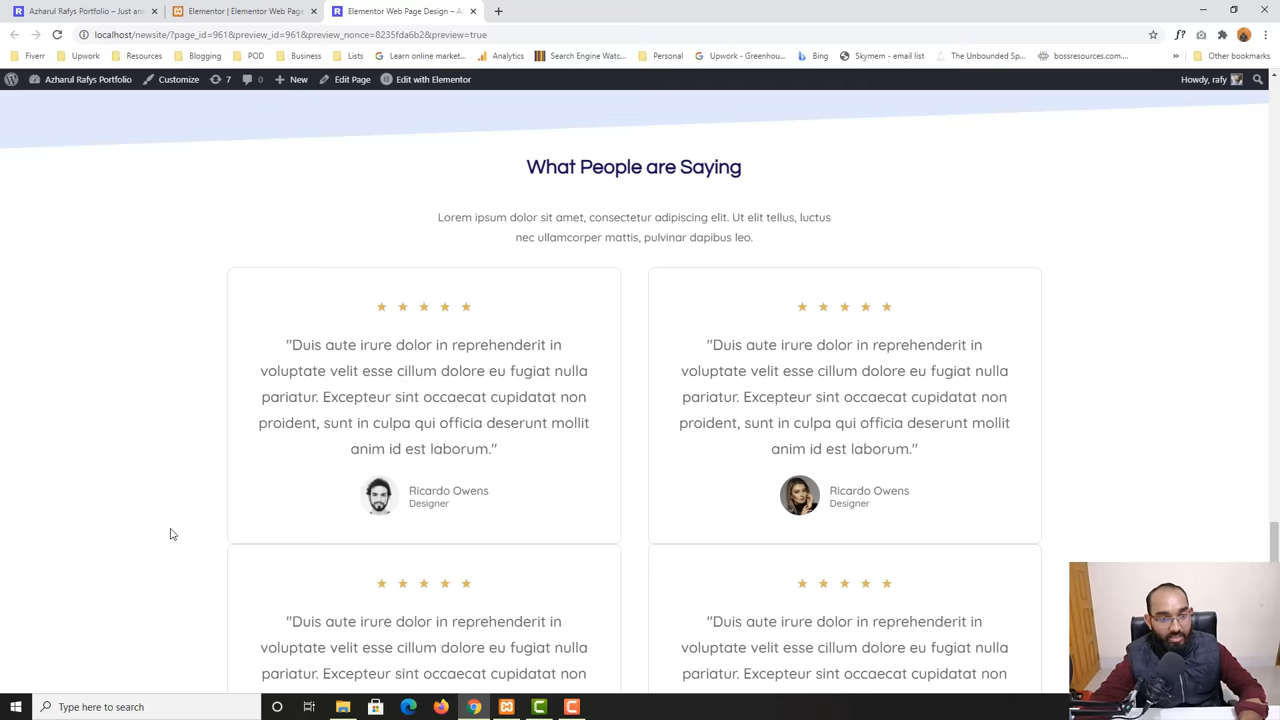 Azharul Rafys Portfolio – Just and
Elementor | Elementor Web Page
Elementor Web Page Design – A
localhost/newsite/?page_id=961&preview_id=961&preview_nonce=8235fda6b2&preview=true
Fiverr
Upwork
Resources
Blogging
POD
Business
Lists
Learn online market...
Analytics
Search Engine Watc...
Personal
Upwork - Greenhou...
Bing
Skymem - email list
The Unbounded Sp...
bossresources.com...
»
Other bookmarks
Azharul Rafys Portfolio
Customize
7
0
New
Edit Page
Edit with Elementor
Howdy, rafy
What People are Saying
Lorem ipsum dolor sit amet, consectetur adipiscing elit. Ut elit tellus, luctus
nec ullamcorper mattis, pulvinar dapibus leo.
"Duis aute irure dolor in reprehenderit in
voluptate velit esse cillum dolore eu fugiat nulla
pariatur. Excepteur sint occaecat cupidatat non
proident, sunt in culpa qui officia deserunt mollit
anim id est laborum."
Ricardo Owens
Designer
"Duis aute irure dolor in reprehenderit in
voluptate velit esse cillum dolore eu fugiat nulla
pariatur. Excepteur sint occaecat cupidatat non
proident, sunt in culpa qui officia deserunt mollit
anim id est laborum."
Ricardo Owens
Designer
"Duis aute irure dolor in reprehenderit in
voluptate velit esse cillum dolore eu fugiat nulla
pariatur. Excepteur sint occaecat cupidatat non
"Duis aute irure dolor in reprehenderit in
voluptate velit esse cillum dolore eu fugiat nulla
pariatur. Excepteur sint occaecat cupidatat non
Type here to search